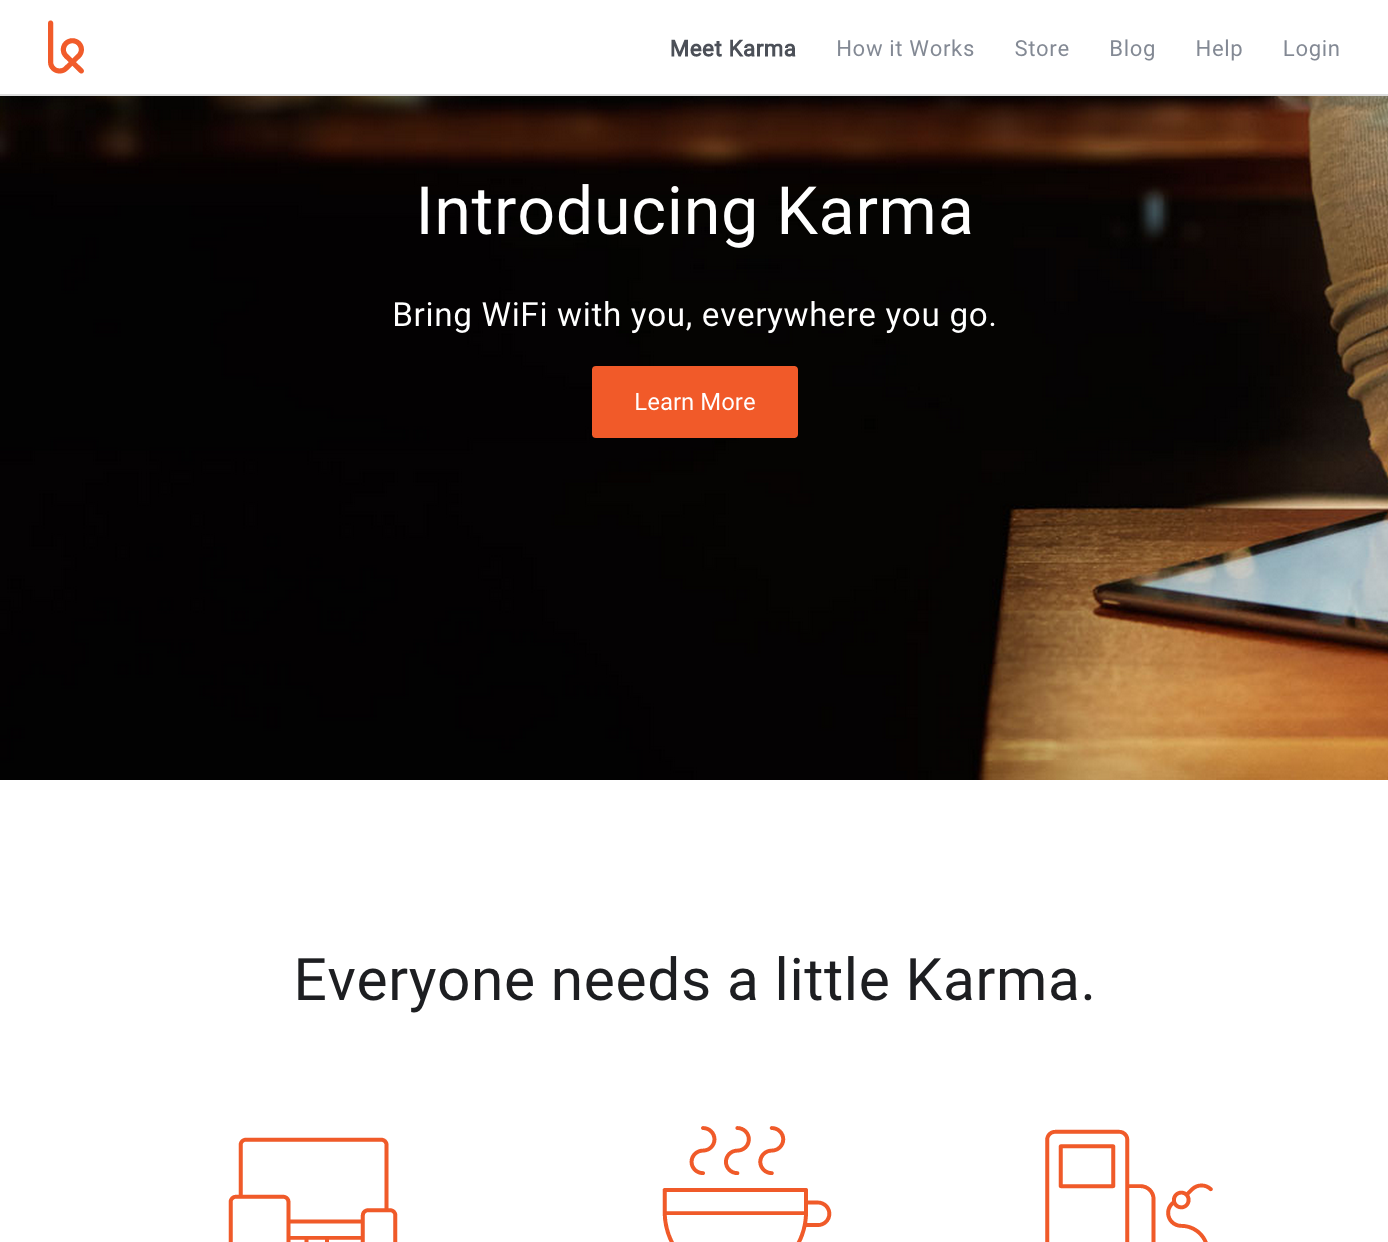 Meet Karma How it Works Store Blog Help Login
Introducing Karma
Bring WiFi with you, everywhere you go.
Learn More
Everyone needs a little Karma.